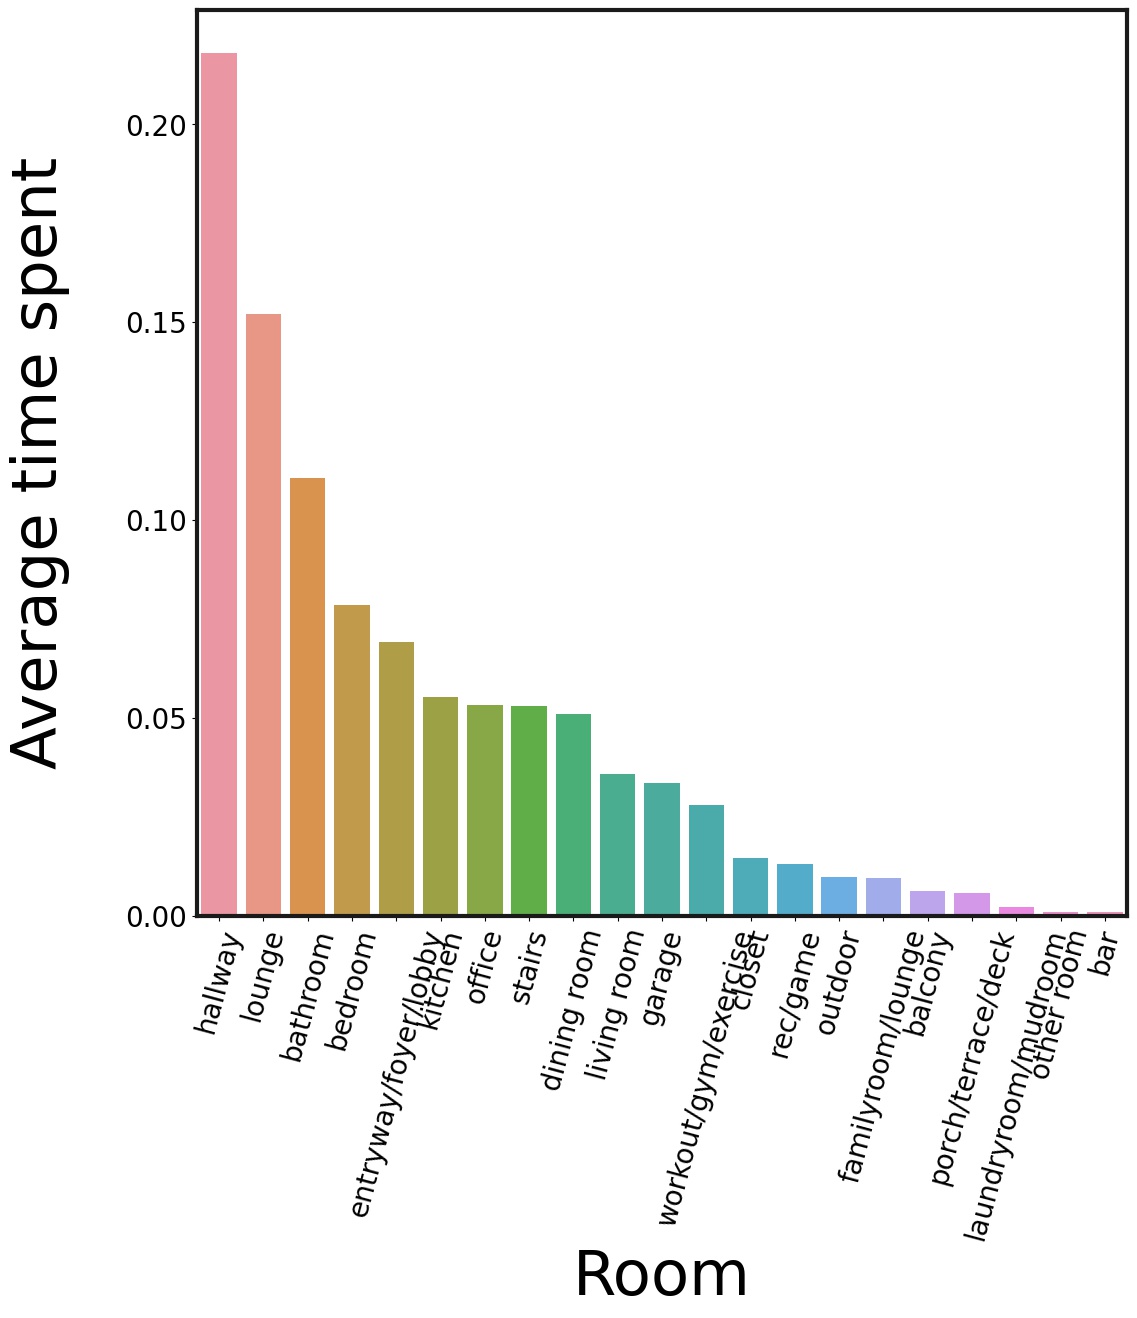 Average time spent
0.20
0.15
0.10
0.05
0.00
hallway
lounge
bathroom
bedroom
entryway/foyer/lobby
kitchen
office
stairs
dining room
living room
garage
workout/gym/exercise
closet
rec/game
outdoor
familyroom/lounge
balcony
porch/terrace/deck
laundryroom/mudroom
other room
bar
Room